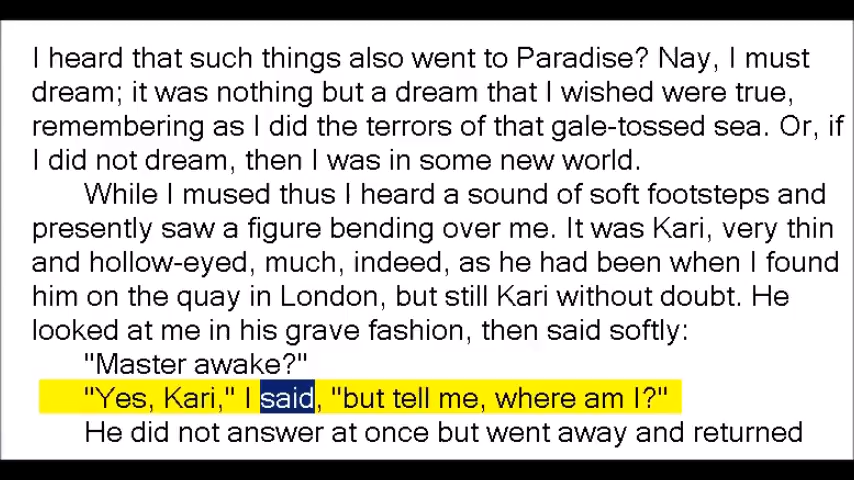 I heard that such things also went to Paradise? Nay, I must
dream; it was nothing but a dream that I wished were true,
remembering as I did the terrors of that gale-tossed sea. Or, if
I did not dream, then I was in some new world.
While I mused thus I heard a sound of soft footsteps and
presently saw a figure bending over me. It was Kari, very thin
and hollow-eyed, much, indeed, as he had been when I found
him on the quay in London, but still Kari without doubt. He
looked at me in his grave fashion, then said softly:
"Master awake?"
"Yes, Kari," I said, "but tell me, where am I?"
He did not answer at once but went away and returned